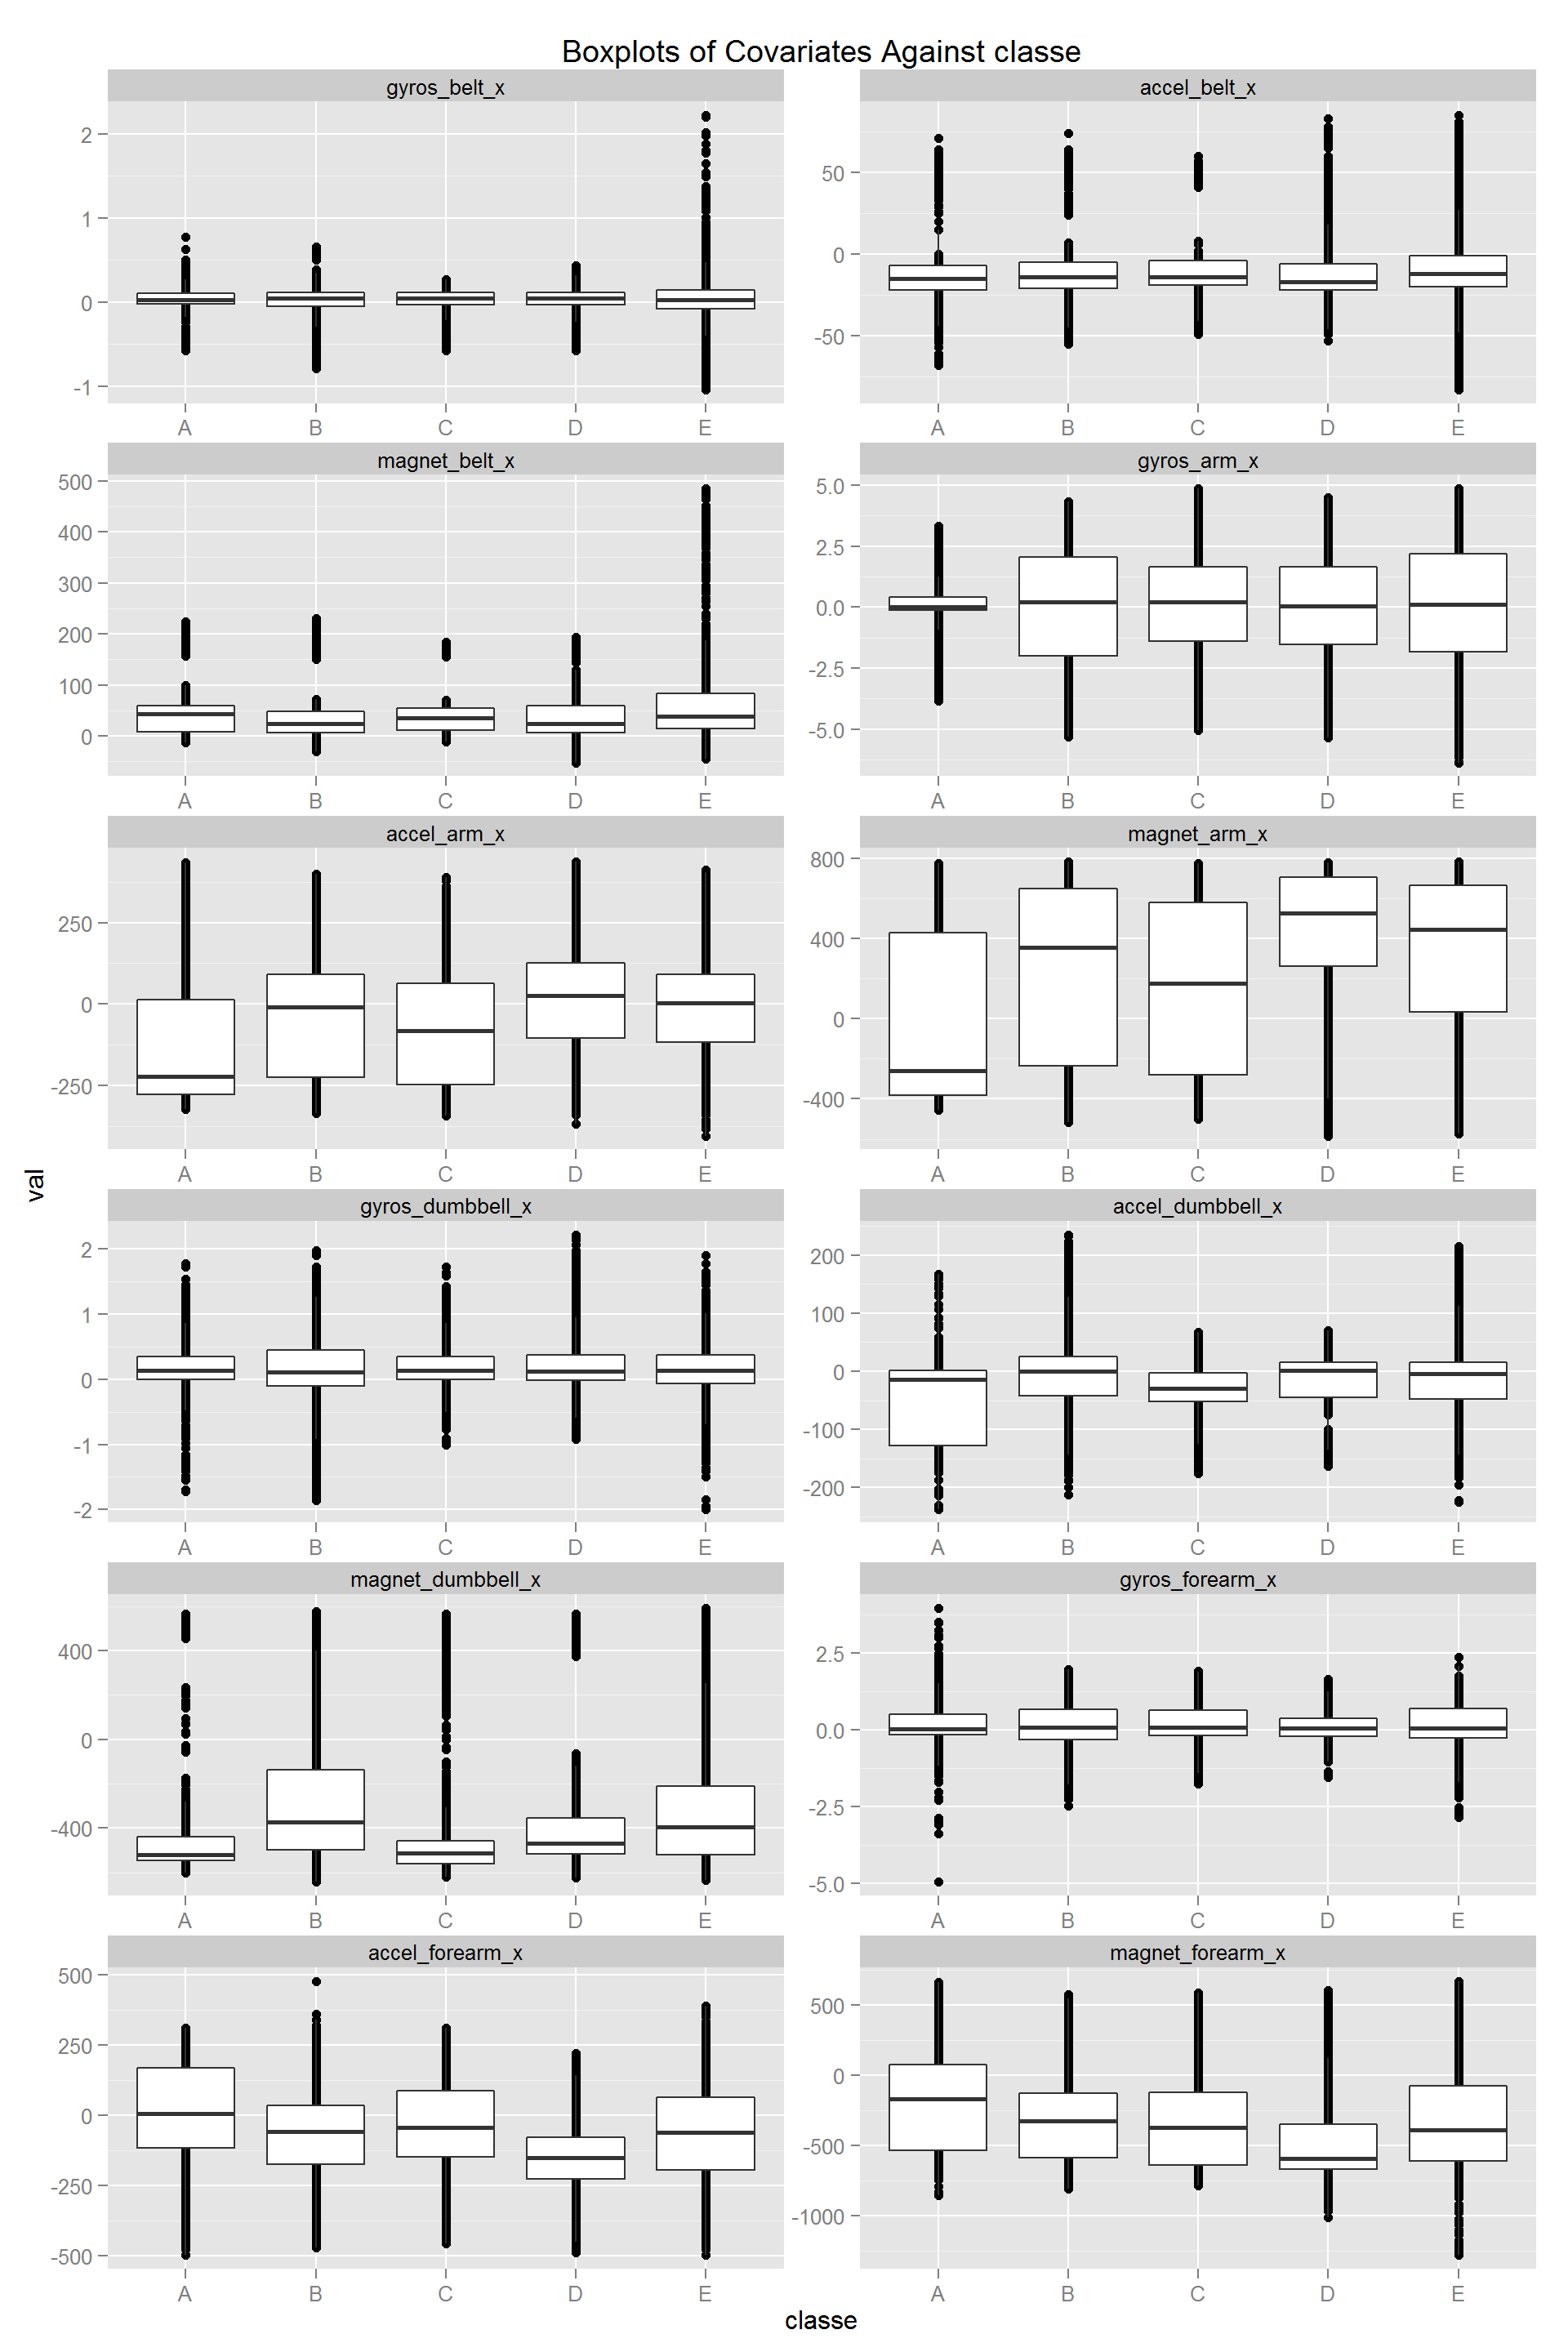 Boxplots of Covariates Against classe
gyros_belt_x
2
1
0
-1
A B C D E
accel_belt_x
50
0
-50
A B C D E
magnet_belt_x
500
400
300
200
100
0
A B C D E
gyros_arm_x
5.0
2.5
0.0
-2.5
-5.0
A B C D E
accel_arm_x
250
0
-250
A B C D E
magnet_arm_x
800
400
0
-400
A B C D E
val
gyros_dumbbell_x
2
1
0
-1
-2
A B C D E
accel_dumbbell_x
200
100
0
-100
-200
A B C D E
magnet_dumbbell_x
400
0
-400
A B C D E
gyros_forearm_x
2.5
0.0
-2.5
-5.0
A B C D E
accel_forearm_x
500
250
0
-250
-500
A B C D E
magnet_forearm_x
500
0
-500
-1000
A B C D E
classe